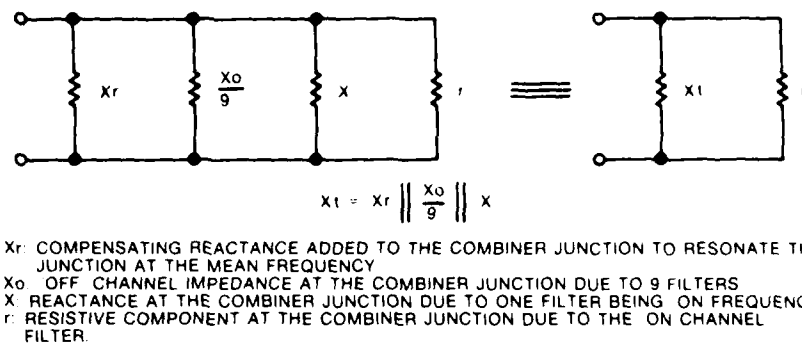 Xr
Xo
9
X
r
Xt
Xt = Xr || Xo/9 || X
Xr: COMPENSATING REACTANCE ADDED TO THE COMBINER JUNCTION TO RESONATE
JUNCTION AT THE MEAN FREQUENCY
Xo. OFF CHANNEL IMPEDANCE AT THE COMBINER JUNCTION DUE TO 9 FILTERS
X: REACTANCE AT THE COMBINER JUNCTION DUE TO ONE FILTER BEING ON
r: RESISTIVE COMPONENT AT THE COMBINER JUNCTION DUE TO THE ON CHANNEL
FILTER.